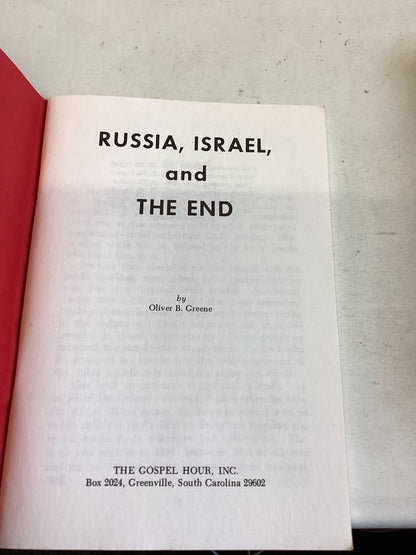 RUSSIA, ISRAEL,
and
THE END
by
Oliver B. Greene
THE GOSPEL HOUR, INC.
Box 2024, Greenville, South Carolina 29602